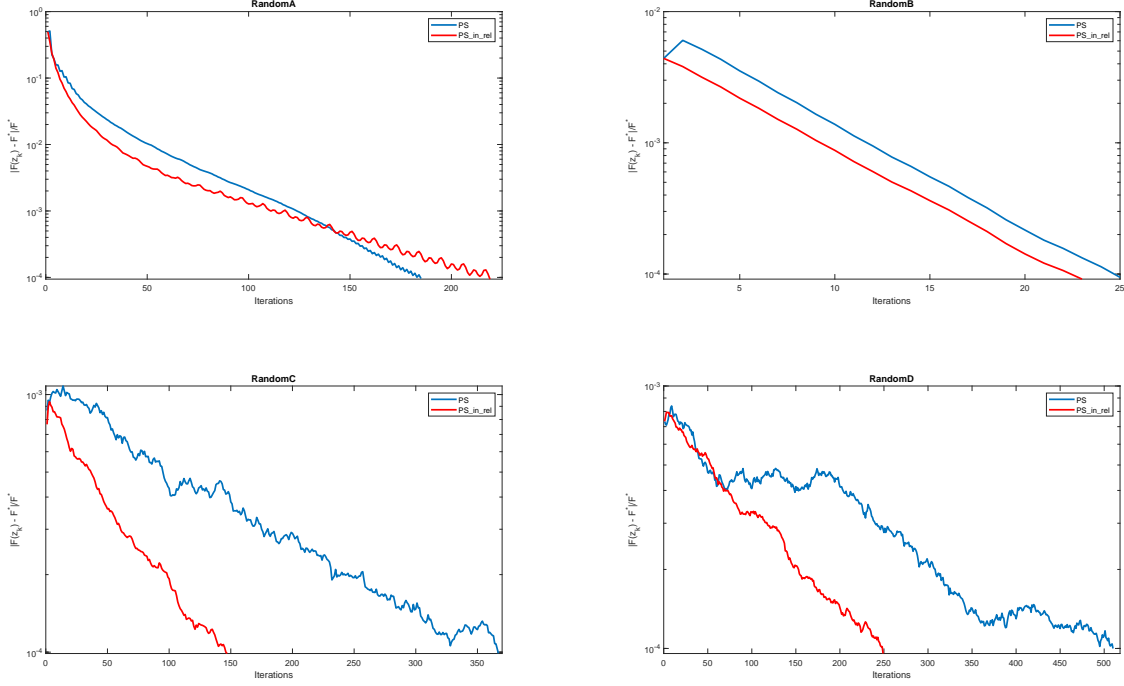 RandomA
10^0
10^-1
10^-2
10^-3
10^-4
|F(z_k) - F^*|/F^*
0 50 100 150 200
Iterations
PS
PS_in_rel
RandomB
10^-2
10^-3
10^-4
|F(z_k) - F^*|/F^*
5 10 15 20 25
Iterations
PS
PS_in_rel
RandomC
10^-3
10^-4
|F(z_k) - F^*|/F^*
0 50 100 150 200 250 300 350
Iterations
PS
PS_in_rel
RandomD
10^-3
10^-4
|F(z_k) - F^*|/F^*
0 50 100 150 200 250 300 350 400 450 500
Iterations
PS
PS_in_rel